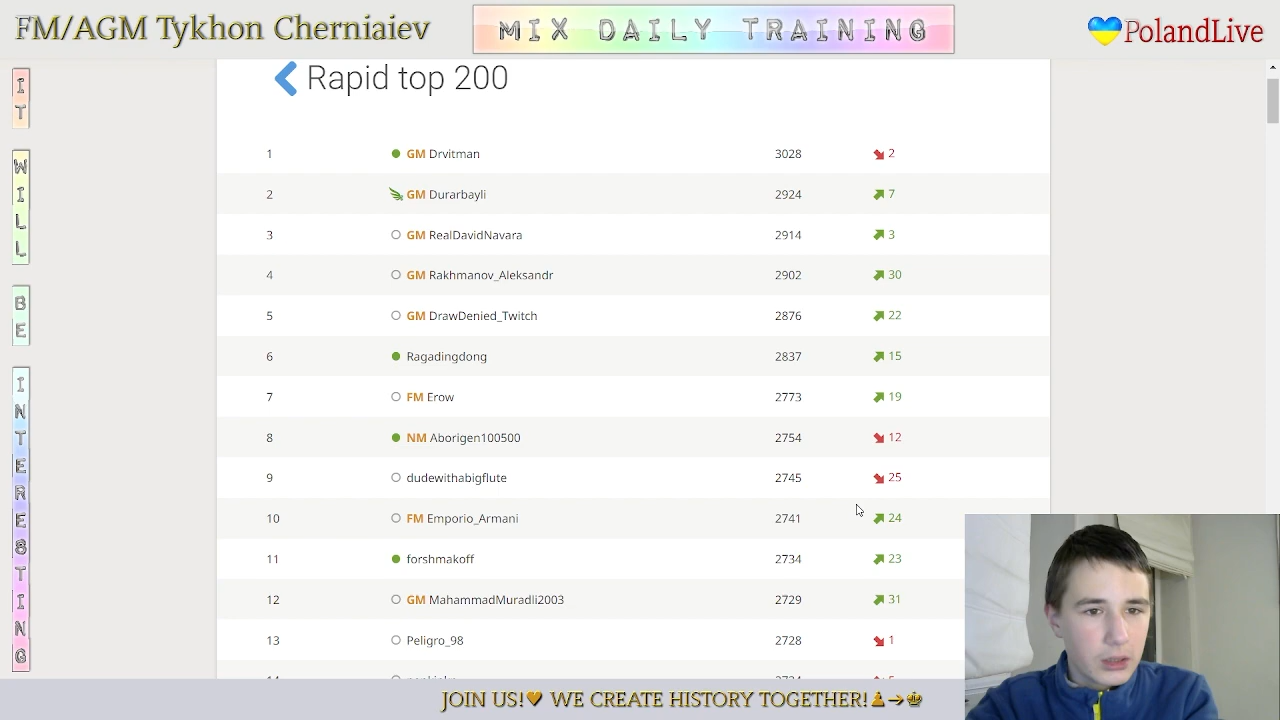 FM/AGM Tykhon Cherniaiev
MIX DAILY TRAINING
PolandLive
IT
WILL
BE
INTERESTING
Rapid top 200
1 GM Drvitman 3028 2
2 GM Durarbayli 2924 7
3 GM RealDavidNavara 2914 3
4 GM Rakhmanov_Aleksandr 2902 30
5 GM DrawDenied_Twitch 2876 22
6 Ragadingdong 2837 15
7 FM Erow 2773 19
8 NM Aborigen100500 2754 12
9 dudewithabigflute 2745 25
10 FM Emporio_Armani 2741 24
11 forshmakoff 2734 23
12 GM MahammadMuradli2003 2729 31
13 Peligro_98 2728 1
JOIN US!♥ WE CREATE HISTORY TOGETHER!♟→♚